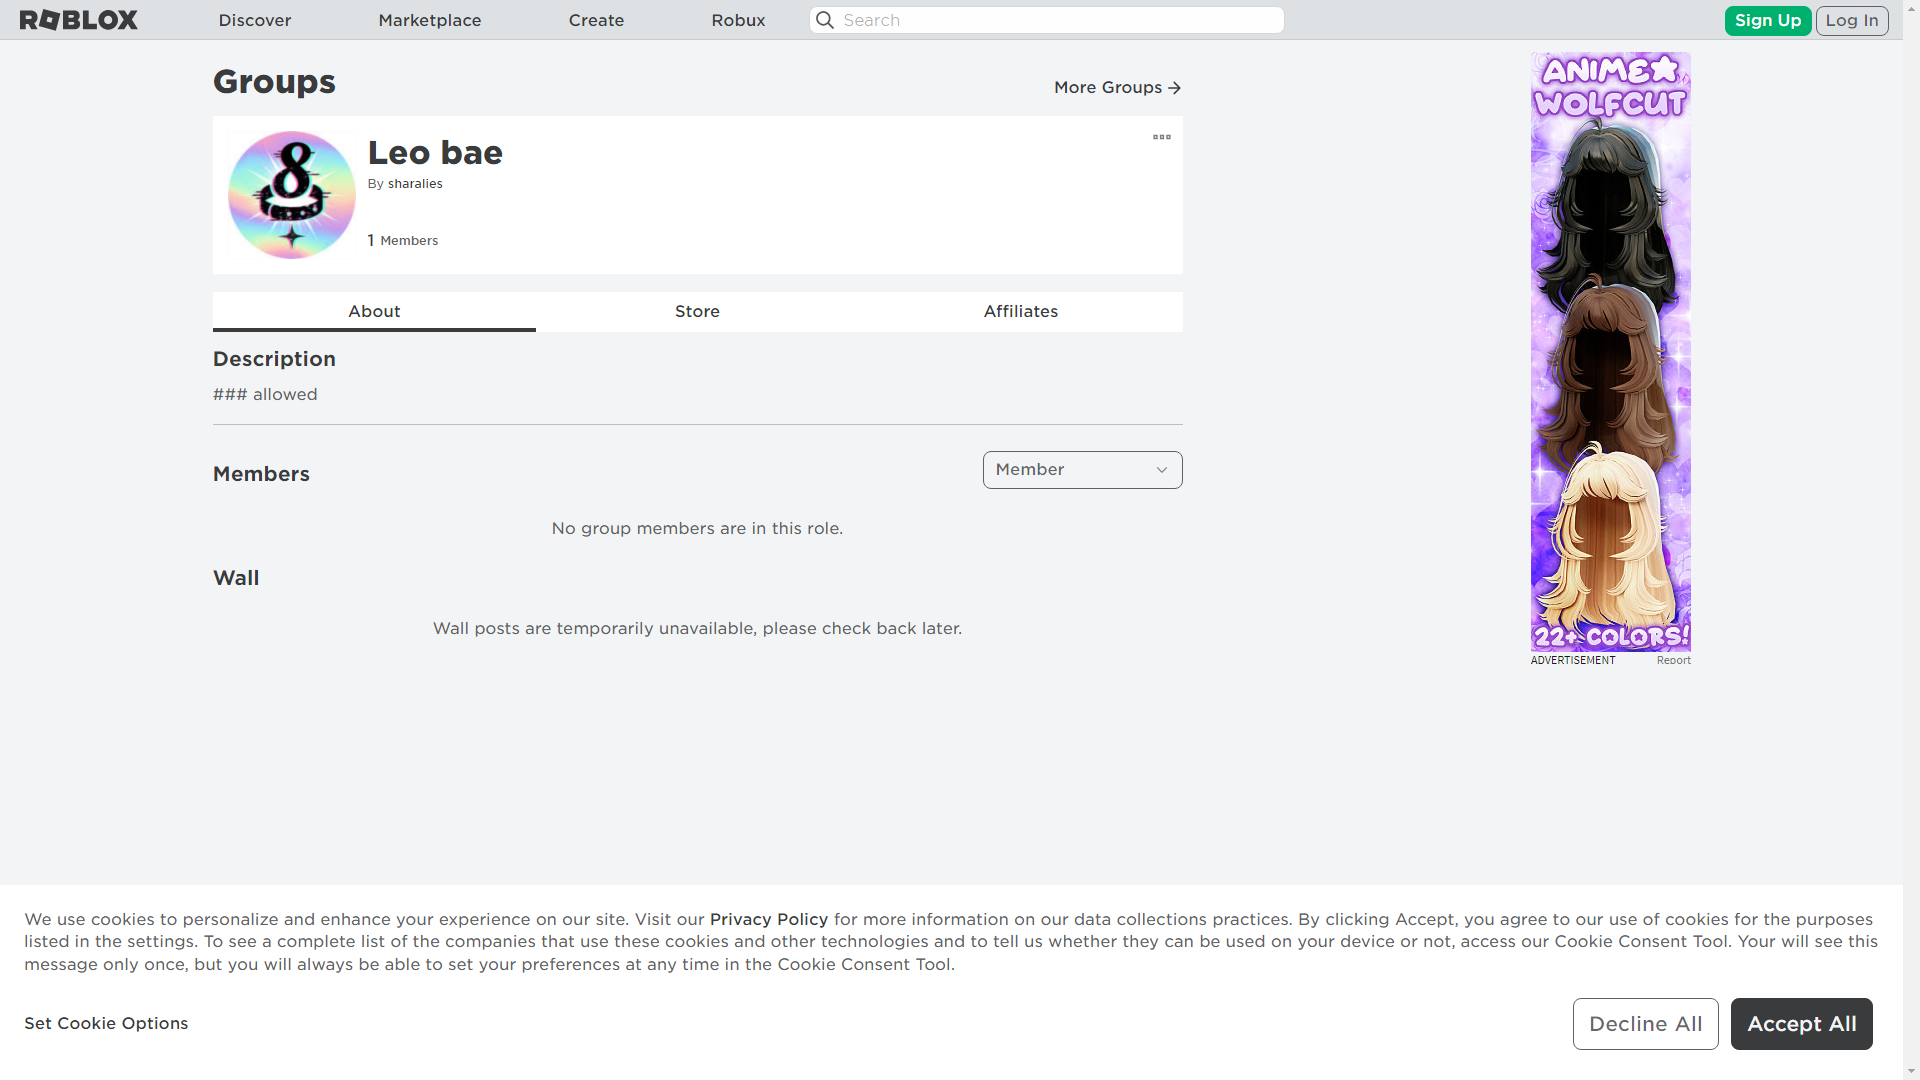 ROBLOX
Discover
Marketplace
Create
Robux
Search
Sign Up
Log In
Groups
More Groups
8
Leo bae
By sharalies
1 Members
About
Store
Affiliates
Description
### allowed
Members
Member
No group members are in this role.
Wall
Wall posts are temporarily unavailable, please check back later.
ANIME
WOLFCUT
22+ COLORS!
ADVERTISEMENT
Report
We use cookies to personalize and enhance your experience on our site. Visit our Privacy Policy for more information on our data collections practices. By clicking Accept, you agree to our use of cookies for the purposes
listed in the settings. To see a complete list of the companies that use these cookies and other technologies and to tell us whether they can be used on your device or not, access our Cookie Consent Tool. Your will see this
message only once, but you will always be able to set your preferences at any time in the Cookie Consent Tool.
Set Cookie Options
Decline All
Accept All